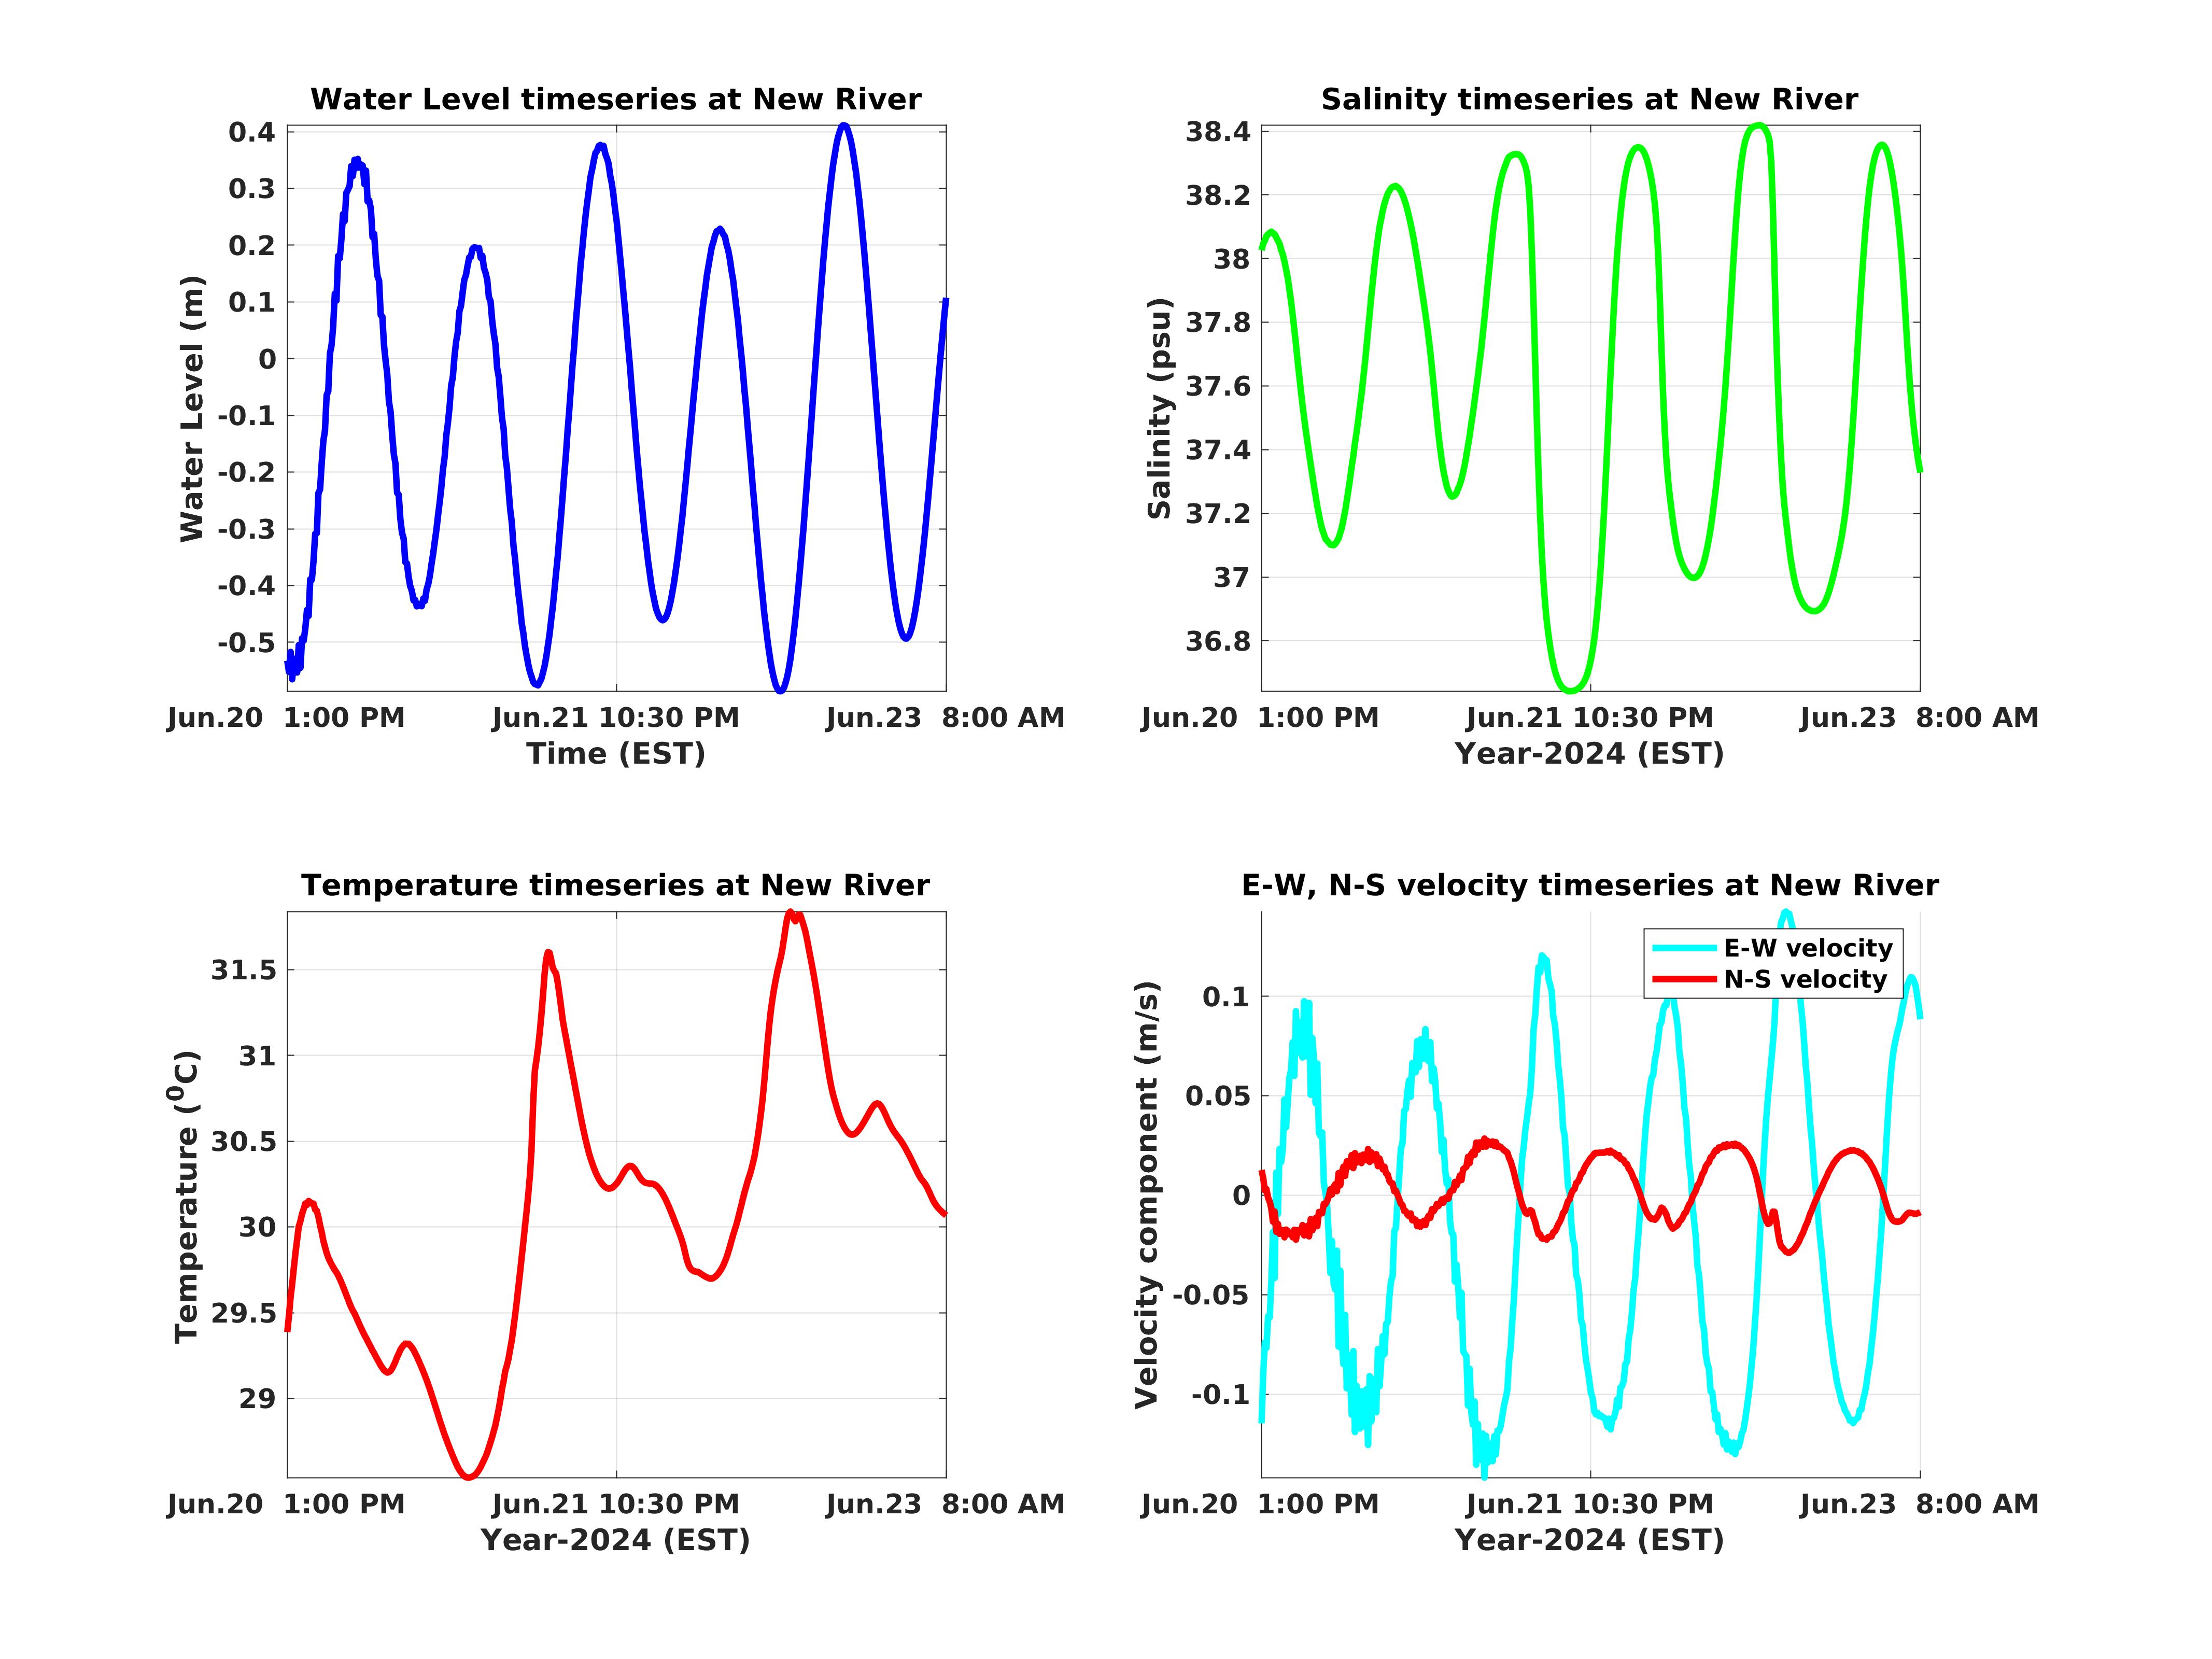 Water Level timeseries at New River
0.4
0.3
0.2
0.1
0
-0.1
-0.2
-0.3
-0.4
-0.5
Water Level (m)
Jun.20 1:00 PM Jun.21 10:30 PM Jun.23 8:00 AM
Time (EST)
Salinity timeseries at New River
38.4
38.2
38
37.8
37.6
37.4
37.2
37
36.8
Salinity (psu)
Jun.20 1:00 PM Jun.21 10:30 PM Jun.23 8:00 AM
Year-2024 (EST)
Temperature timeseries at New River
31.5
31
30.5
30
29.5
29
Temperature (⁰C)
Jun.20 1:00 PM Jun.21 10:30 PM Jun.23 8:00 AM
Year-2024 (EST)
E-W, N-S velocity timeseries at New River
E-W velocity
N-S velocity
0.1
0.05
0
-0.05
-0.1
Velocity component (m/s)
Jun.20 1:00 PM Jun.21 10:30 PM Jun.23 8:00 AM
Year-2024 (EST)